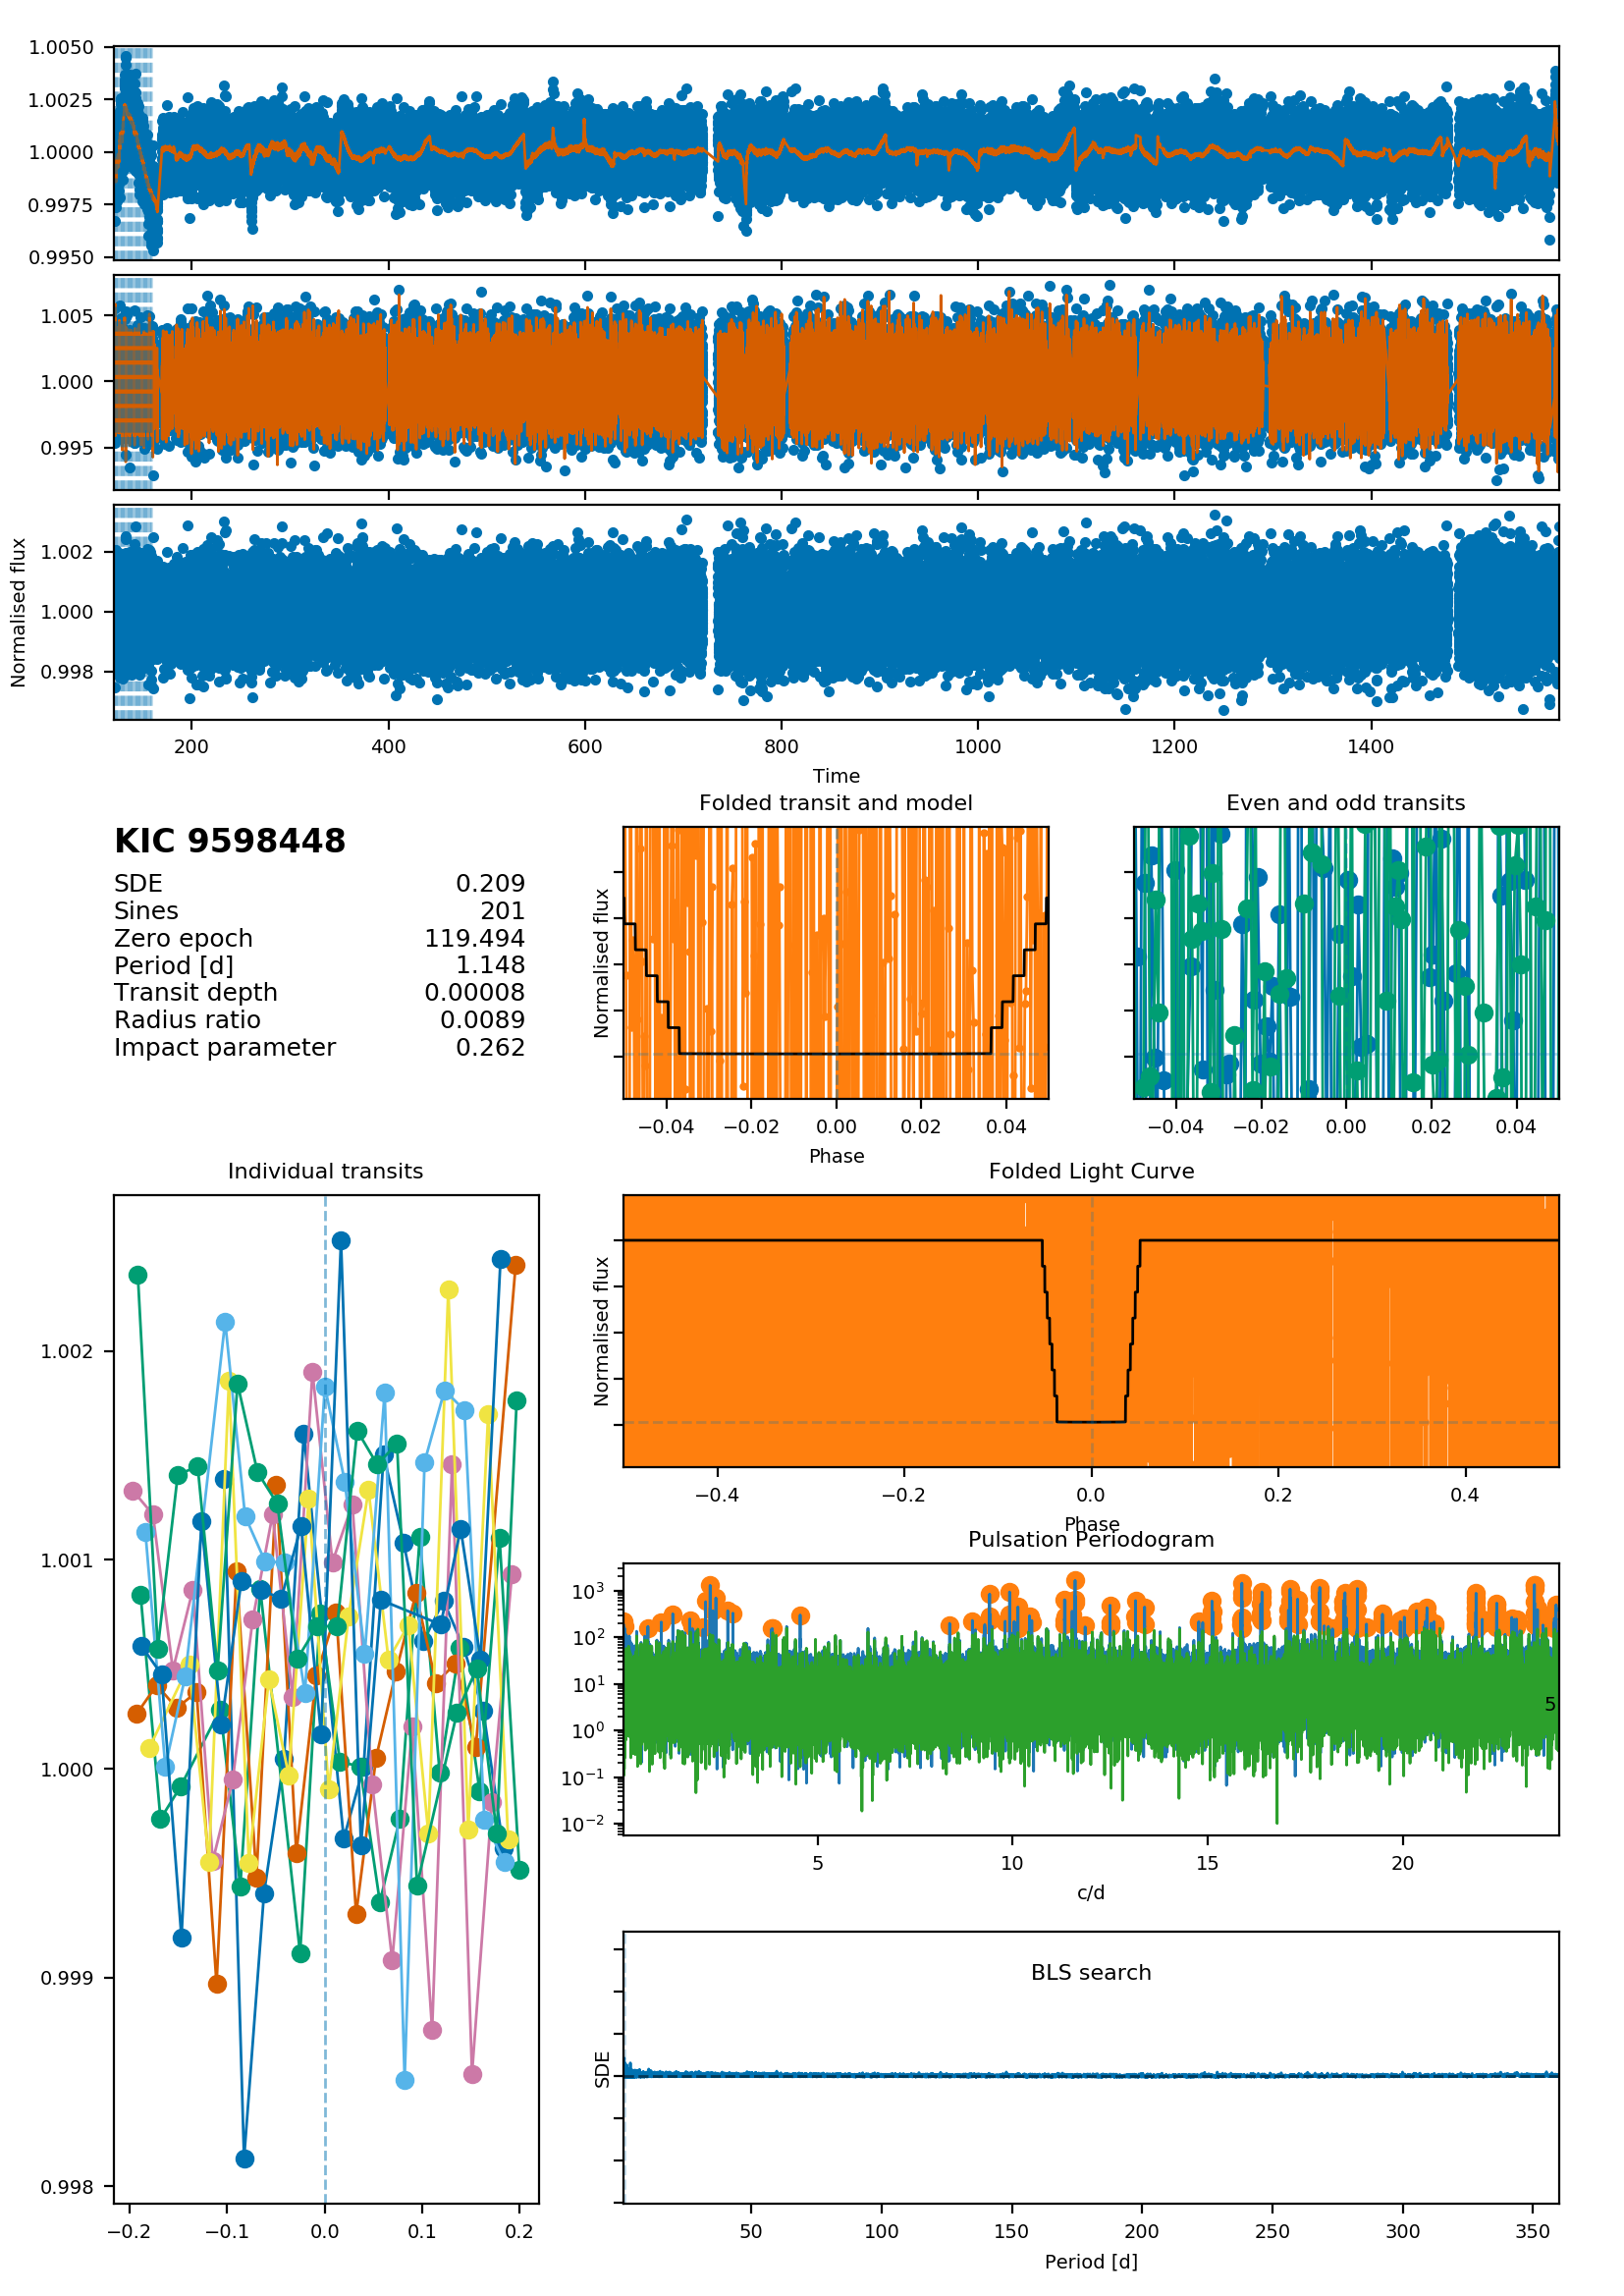 1.0050
1.0025
1.0000
0.9975
0.9950
1.005
1.000
0.995
1.002
1.000
0.998
Normalised flux
200 400 600 800 1000 1200 1400
Time
KIC 9598448
SDE 0.209
Sines 201
Zero epoch 119.494
Period [d] 1.148
Transit depth 0.00008
Radius ratio 0.0089
Impact parameter 0.262
Folded transit and model
Normalised flux
−0.04 −0.02 0.00 0.02 0.04
Phase
Even and odd transits
−0.04 −0.02 0.00 0.02 0.04
Individual transits
1.002
1.001
1.000
0.999
0.998
−0.2 −0.1 0.0 0.1 0.2
Folded Light Curve
Normalised flux
−0.4 −0.2 0.0 0.2 0.4
Phase
Pulsation Periodogram
10³
10²
10¹
10⁰
10⁻¹
10⁻²
5
5 10 15 20
c/d
BLS search
SDE
50 100 150 200 250 300 350
Period [d]